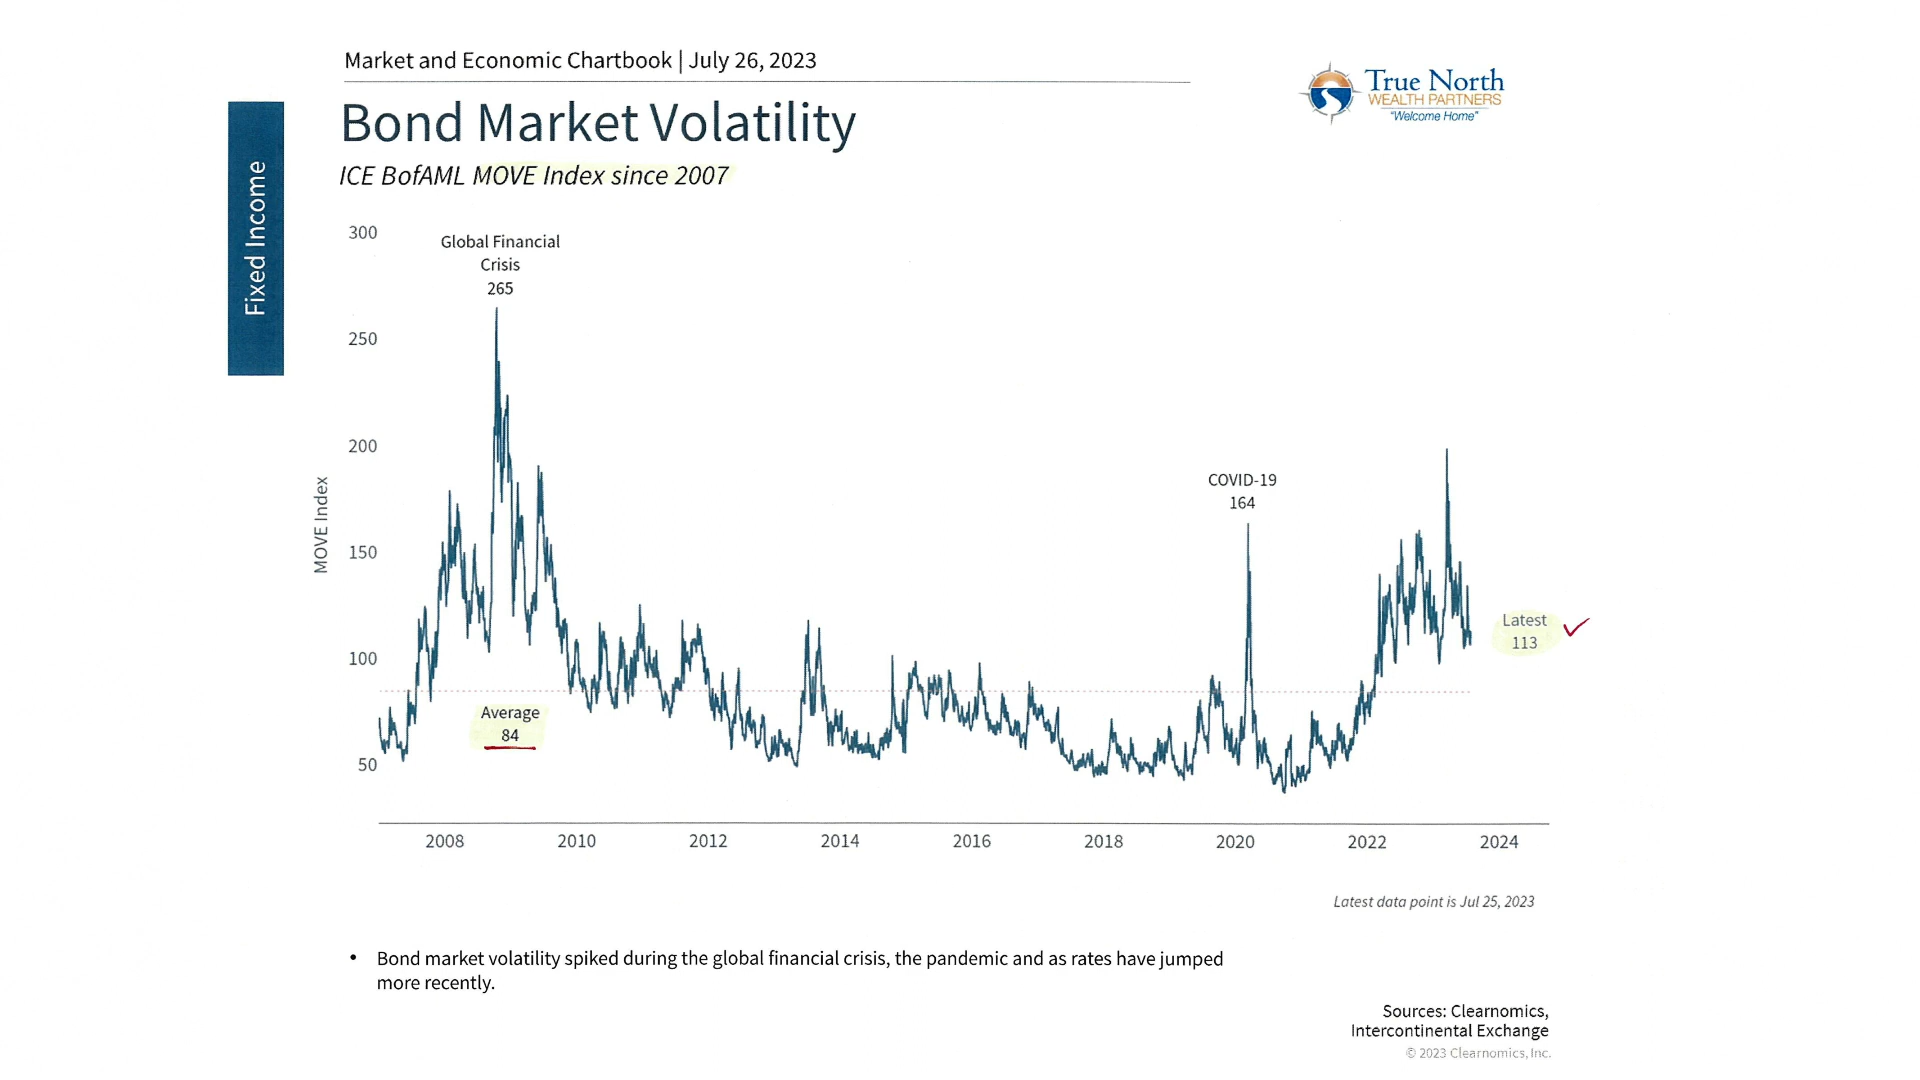 Market and Economic Chartbook | July 26, 2023
True North
WEALTH PARTNERS
"Welcome Home"
Fixed Income
Bond Market Volatility
ICE BofAML MOVE Index since 2007
MOVE Index
300
250
200
150
100
50
Global Financial
Crisis
265
Average
84
COVID-19
164
Latest
113
2008
2010
2012
2014
2016
2018
2020
2022
2024
Latest data point is Jul 25, 2023
• Bond market volatility spiked during the global financial crisis, the pandemic and as rates have jumped
more recently.
Sources: Clearnomics,
Intercontinental Exchange
© 2023 Clearnomics, Inc.